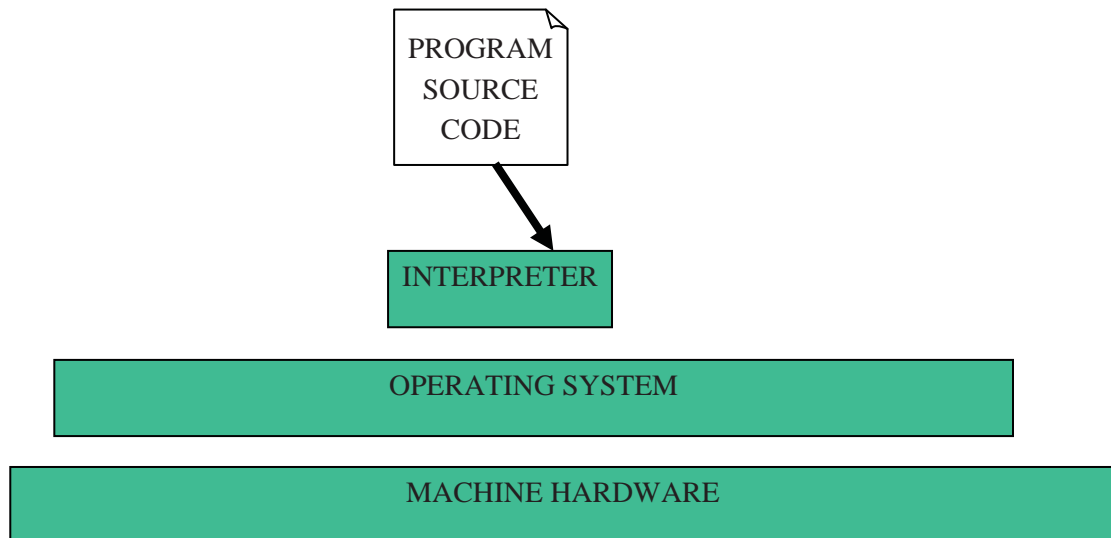 PROGRAM
SOURCE
CODE
INTERPRETER
OPERATING SYSTEM
MACHINE HARDWARE